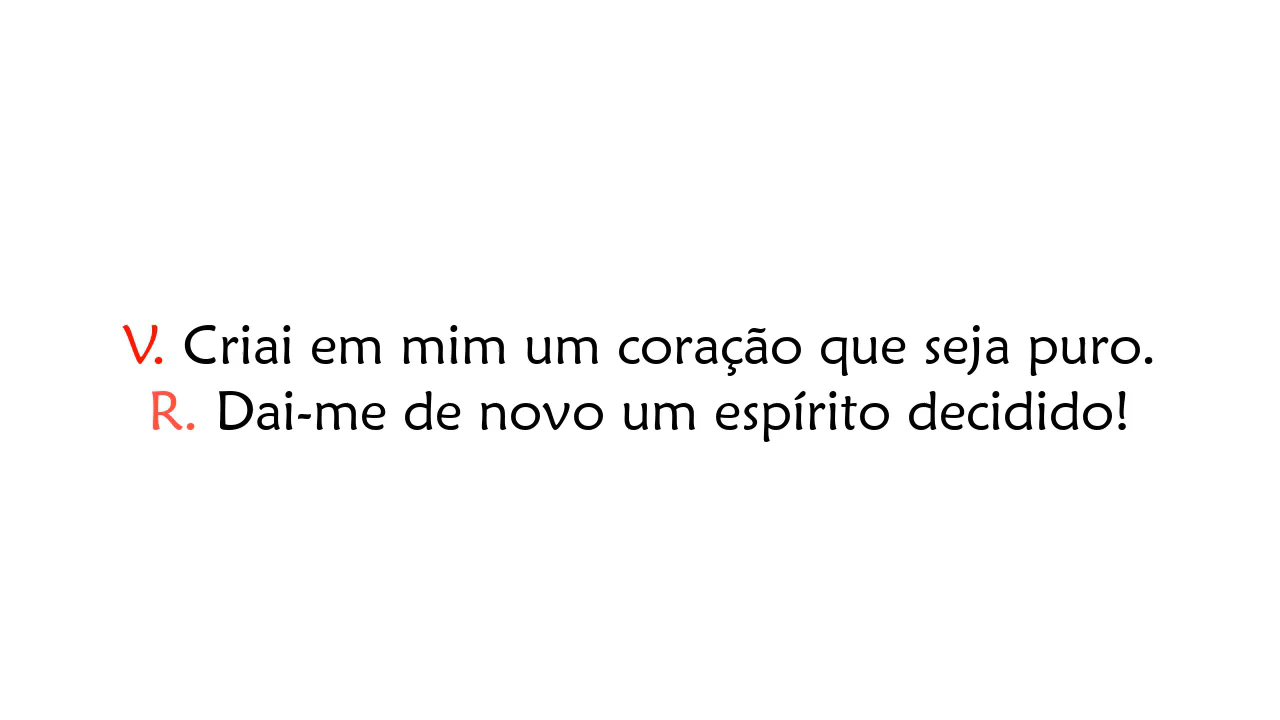 V. Criai em mim um coração que seja puro.
R. Dai-me de novo um espírito decidido!